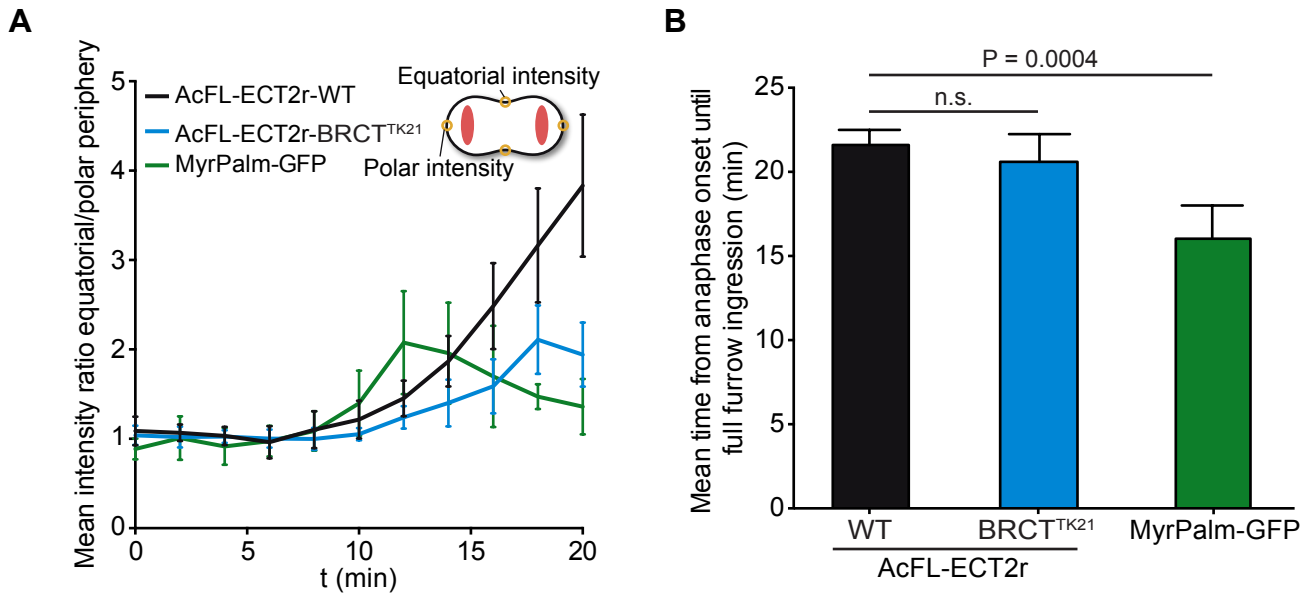 A
Mean intensity ratio equatorial/polar periphery
5
4
3
2
1
0
AcFL-ECT2r-WT
AcFL-ECT2r-BRCTᵀᴷ²¹
MyrPalm-GFP
Equatorial intensity
Polar intensity
0 5 10 15 20
t (min)
B
Mean time from anaphase onset until
full furrow ingression (min)
25
20
15
10
5
0
P = 0.0004
n.s.
WT BRCTᵀᴷ²¹ MyrPalm-GFP
AcFL-ECT2r